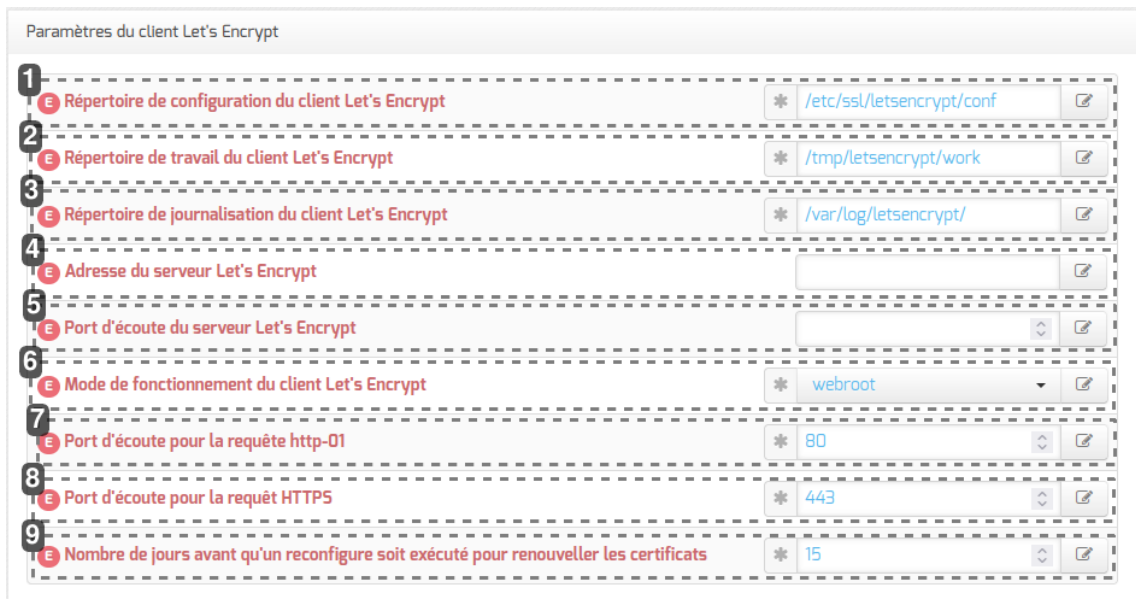 Paramètres du client Let's Encrypt
1
E Répertoire de configuration du client Let's Encrypt * /etc/ssl/letsencrypt/conf
2
E Répertoire de travail du client Let's Encrypt * /tmp/letsencrypt/work
3
E Répertoire de journalisation du client Let's Encrypt * /var/log/letsencrypt/
4
E Adresse du serveur Let's Encrypt
5
E Port d'écoute du serveur Let's Encrypt
6
E Mode de fonctionnement du client Let's Encrypt * webroot
7
E Port d'écoute pour la requête http-01 * 80
8
E Port d'écoute pour la requêt HTTPS * 443
9
E Nombre de jours avant qu'un reconfigure soit exécuté pour renouveller les certificats * 15